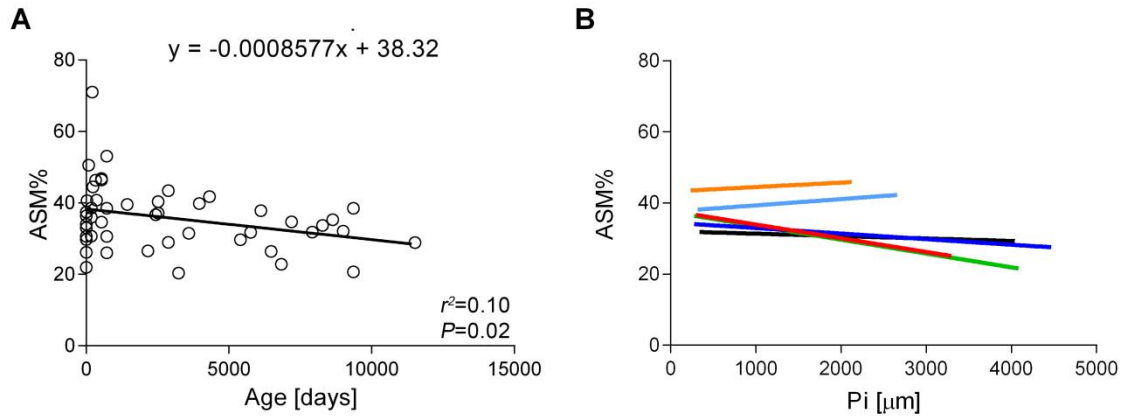 A
y = -0.0008577x + 38.32
80
60
40
20
0
ASM%
r²=0.10
P=0.02
0 5000 10000 15000
Age [days]
B
80
60
40
20
0
ASM%
0 1000 2000 3000 4000 5000
Pi [μm]